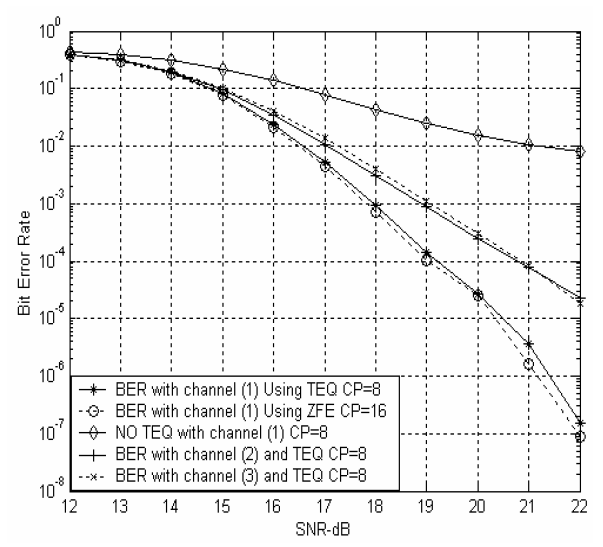 10^0
10^-1
10^-2
10^-3
10^-4
10^-5
10^-6
10^-7
10^-8
Bit Error Rate
BER with channel (1) Using TEQ CP=8
BER with channel (1) Using ZFE CP=16
NO TEQ with channel (1) CP=8
BER with channel (2) and TEQ CP=8
BER with channel (3) and TEQ CP=8
12 13 14 15 16 17 18 19 20 21 22
SNR-dB